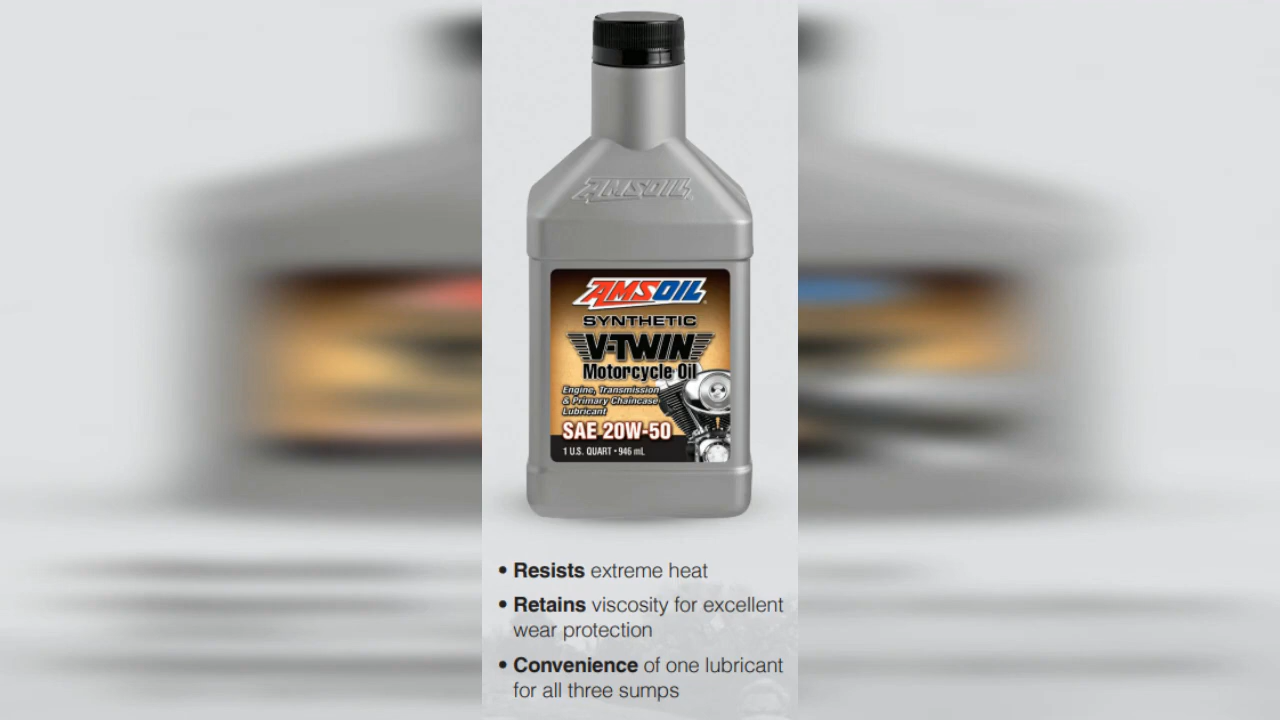 AMSOIL
AMSOIL
SYNTHETIC
V-TWIN
Motorcycle Oil
Engine, Transmission
& Primary Chaincase
Lubricant
SAE 20W-50
1 U.S. QUART • 946 mL
• Resists extreme heat
• Retains viscosity for excellent
wear protection
• Convenience of one lubricant
for all three sumps